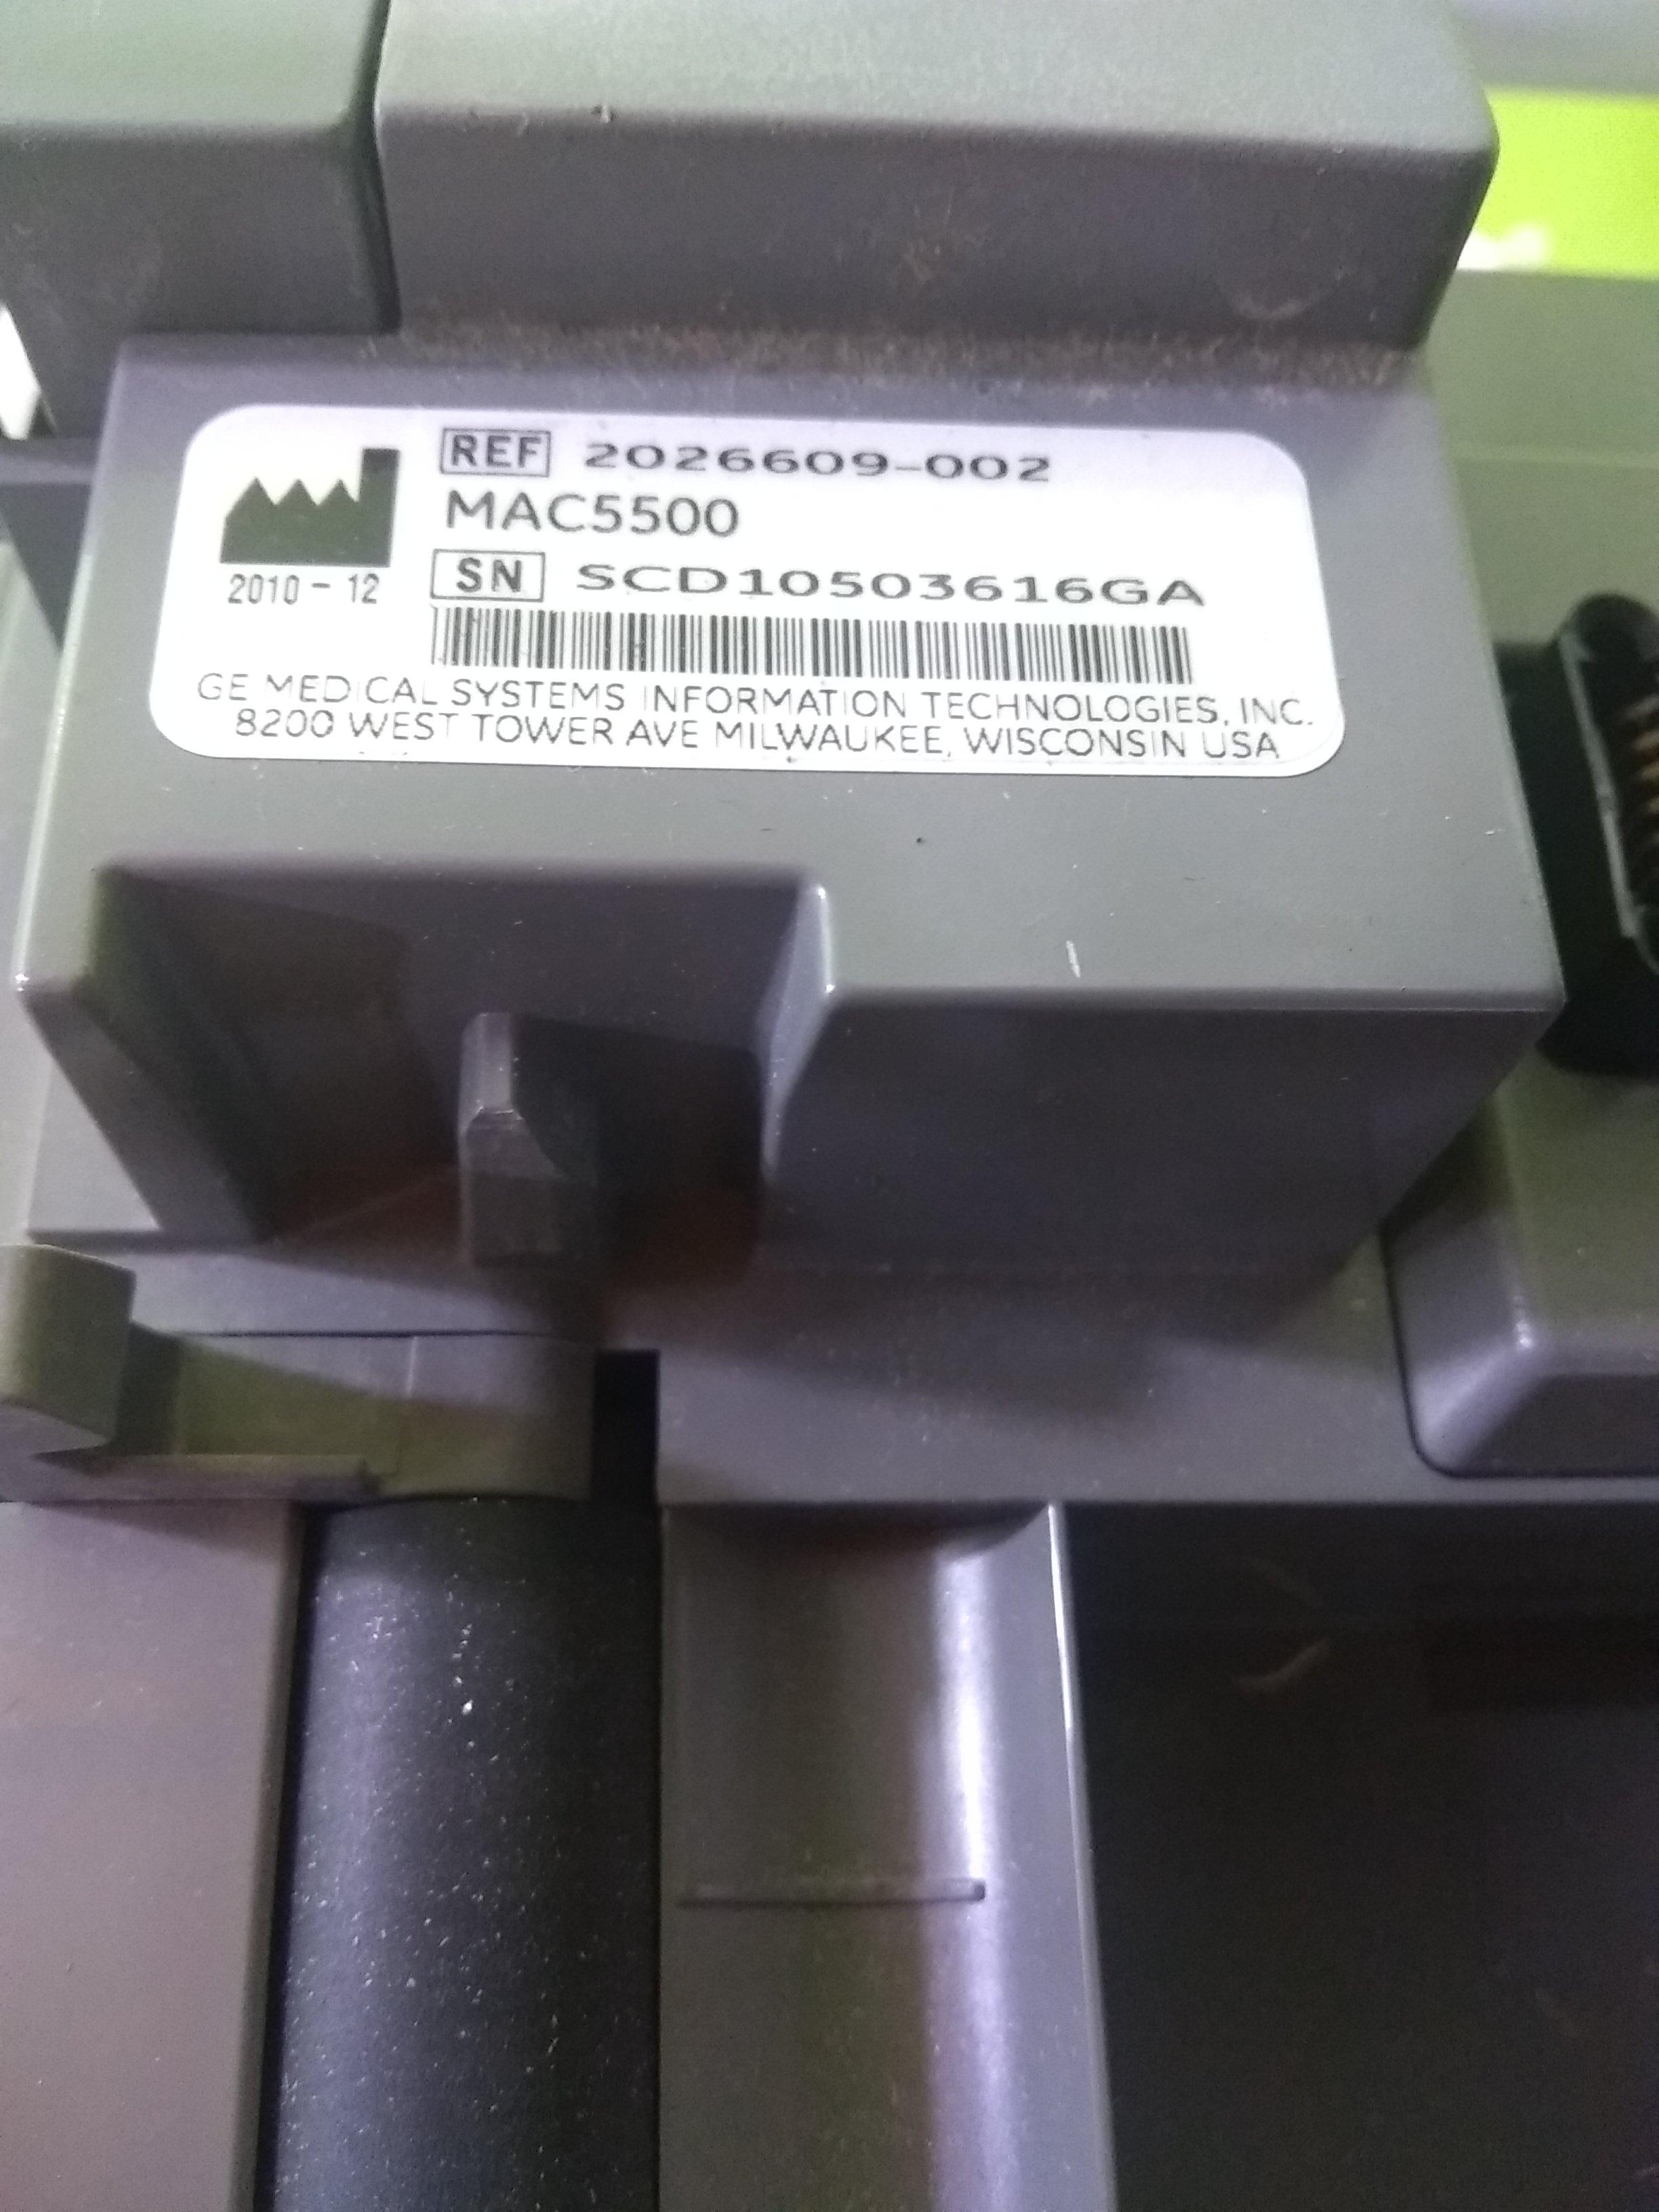 REF 2026609-002
MAC5500
2010-12
SN SCD10503616GA
GE MEDICAL SYSTEMS INFORMATION TECHNOLOGIES, INC.
8200 WEST TOWER AVE MILWAUKEE, WISCONSIN USA